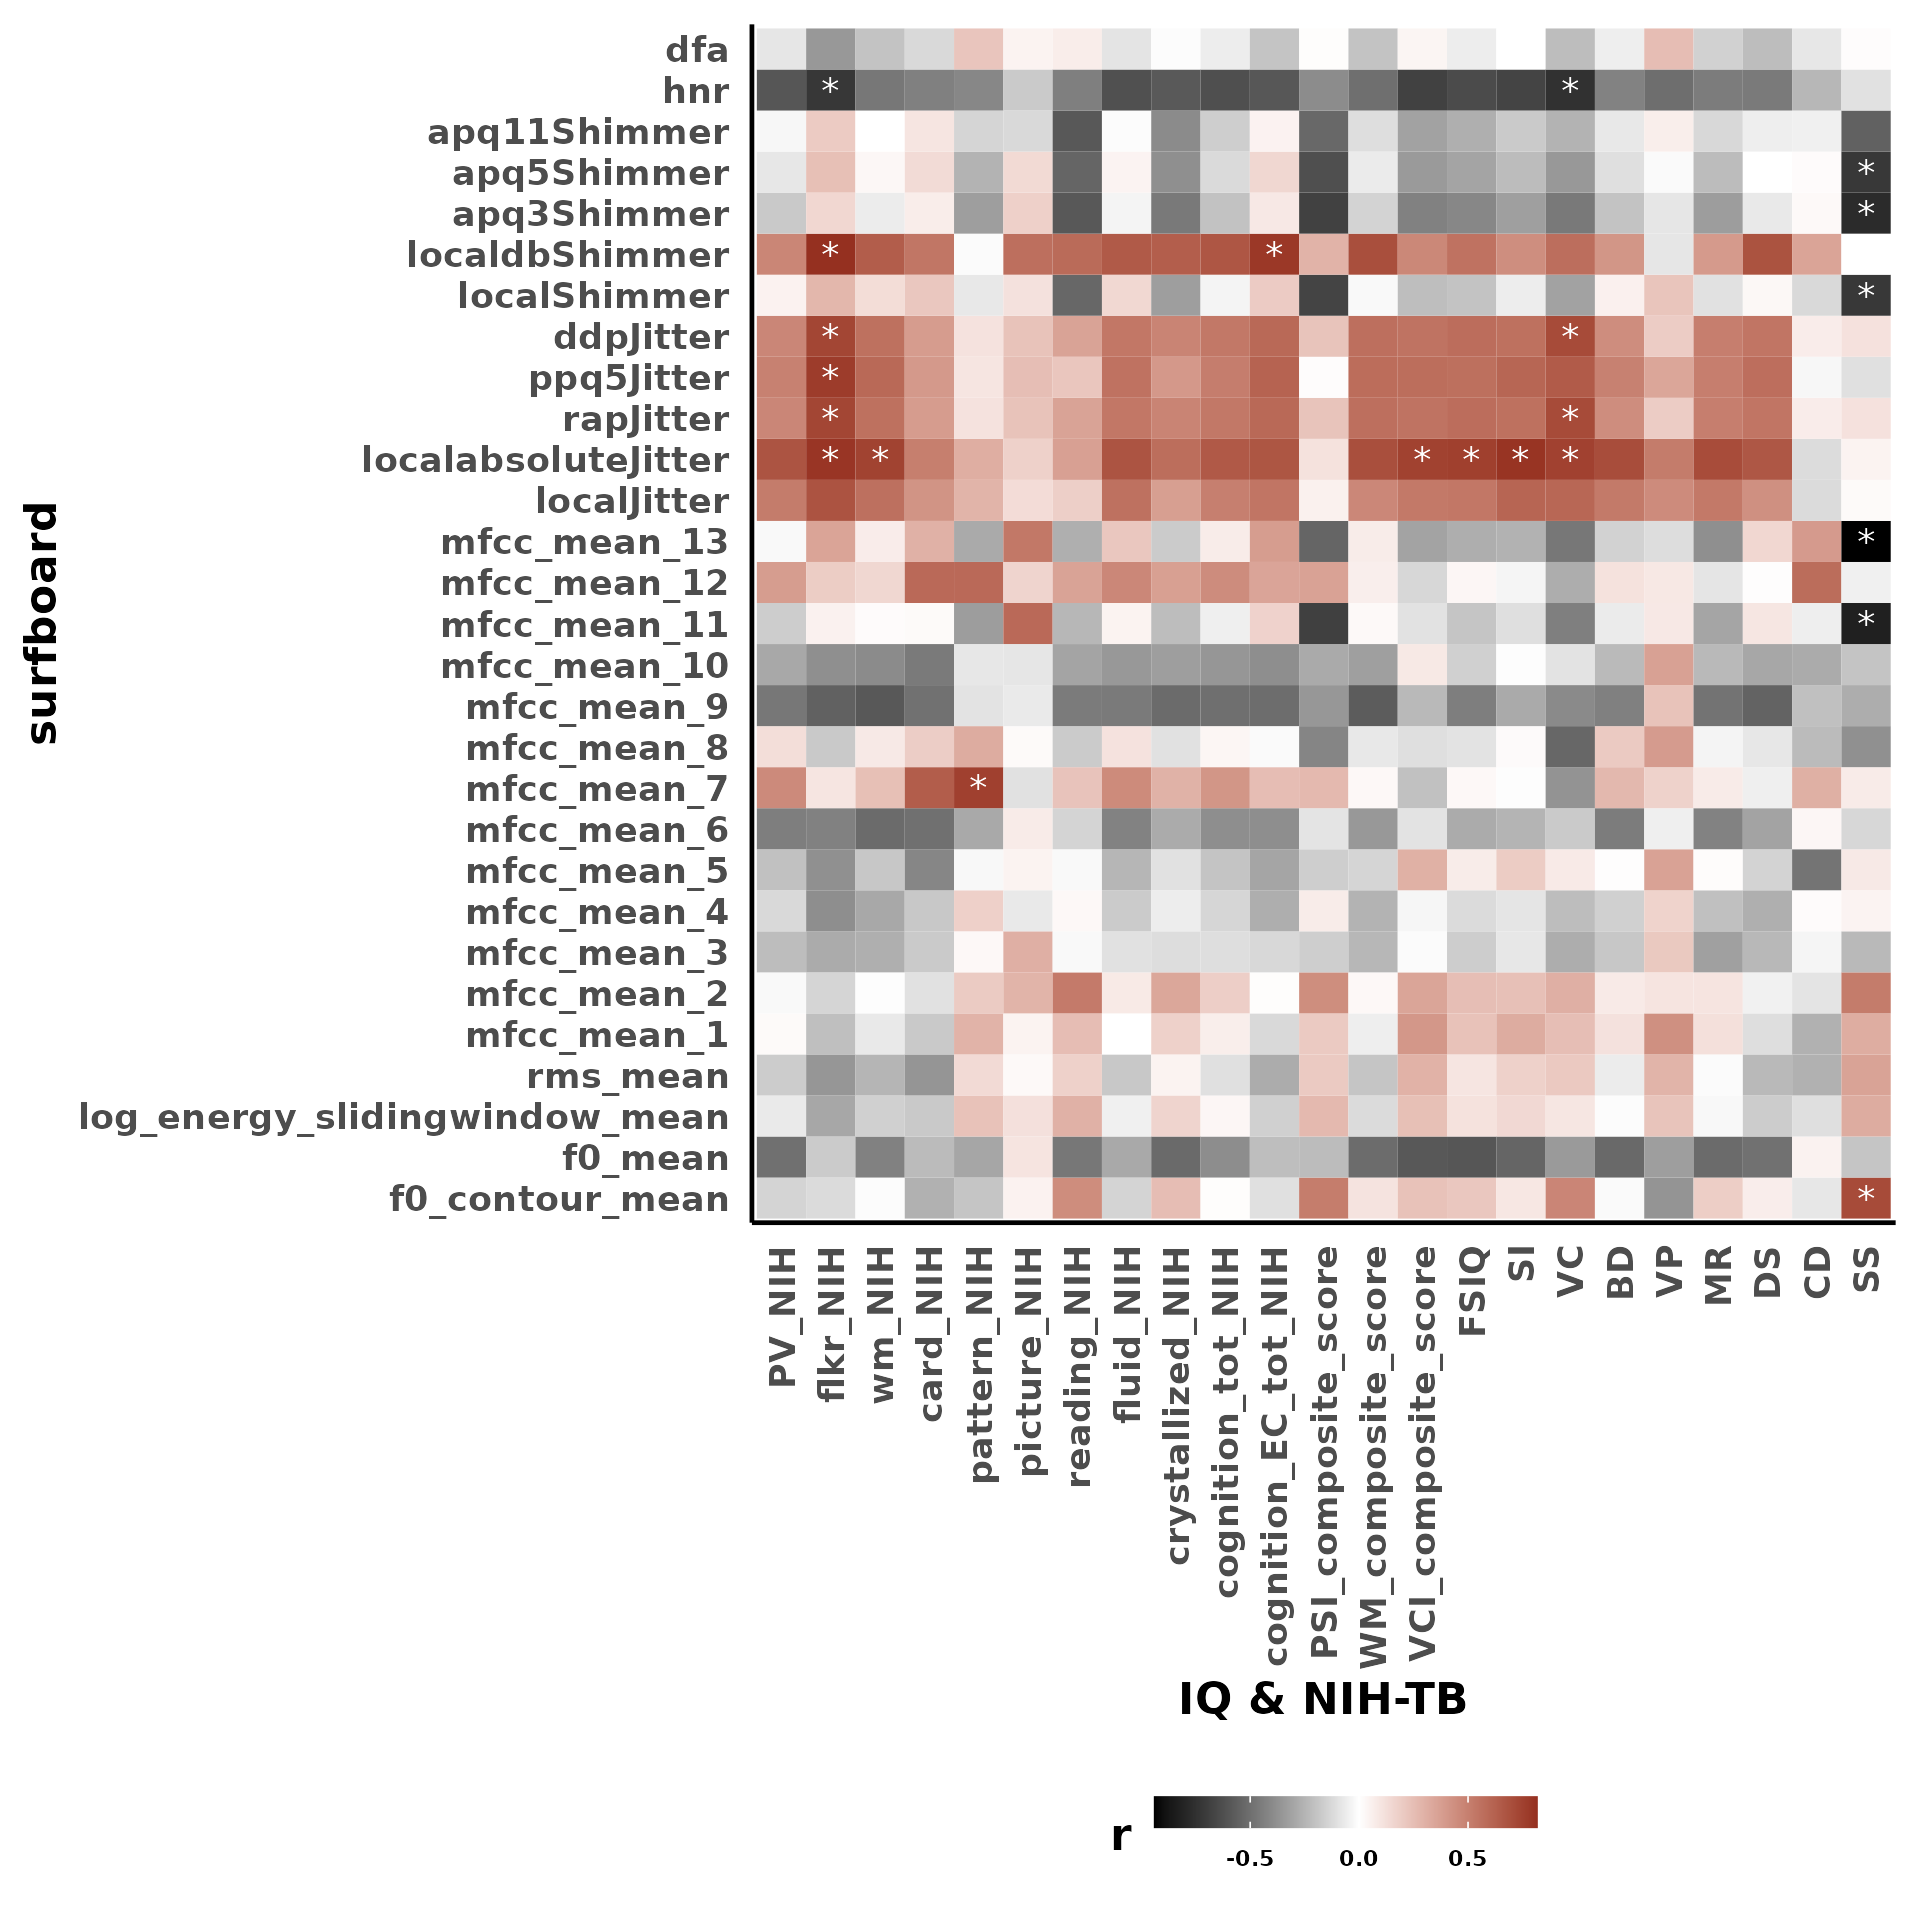 surfboard
dfa
hnr
apq11Shimmer
apq5Shimmer
apq3Shimmer
localdbShimmer
localShimmer
ddpJitter
ppq5Jitter
rapJitter
localabsoluteJitter
localJitter
mfcc_mean_13
mfcc_mean_12
mfcc_mean_11
mfcc_mean_10
mfcc_mean_9
mfcc_mean_8
mfcc_mean_7
mfcc_mean_6
mfcc_mean_5
mfcc_mean_4
mfcc_mean_3
mfcc_mean_2
mfcc_mean_1
rms_mean
log_energy_slidingwindow_mean
f0_mean
f0_contour_mean
* *
*
*
* *
*
* *
*
* *
* * * * * *
*
*
*
*
PV_NIH
flkr_NIH
wm_NIH
card_NIH
pattern_NIH
picture_NIH
reading_NIH
fluid_NIH
crystallized_NIH
cognition_tot_NIH
cognition_EC_tot_NIH
PSI_composite_score
WM_composite_score
VCI_composite_score
FSIQ
SI
VC
BD
VP
MR
DS
CD
SS
IQ & NIH-TB
r
-0.5 0.0 0.5